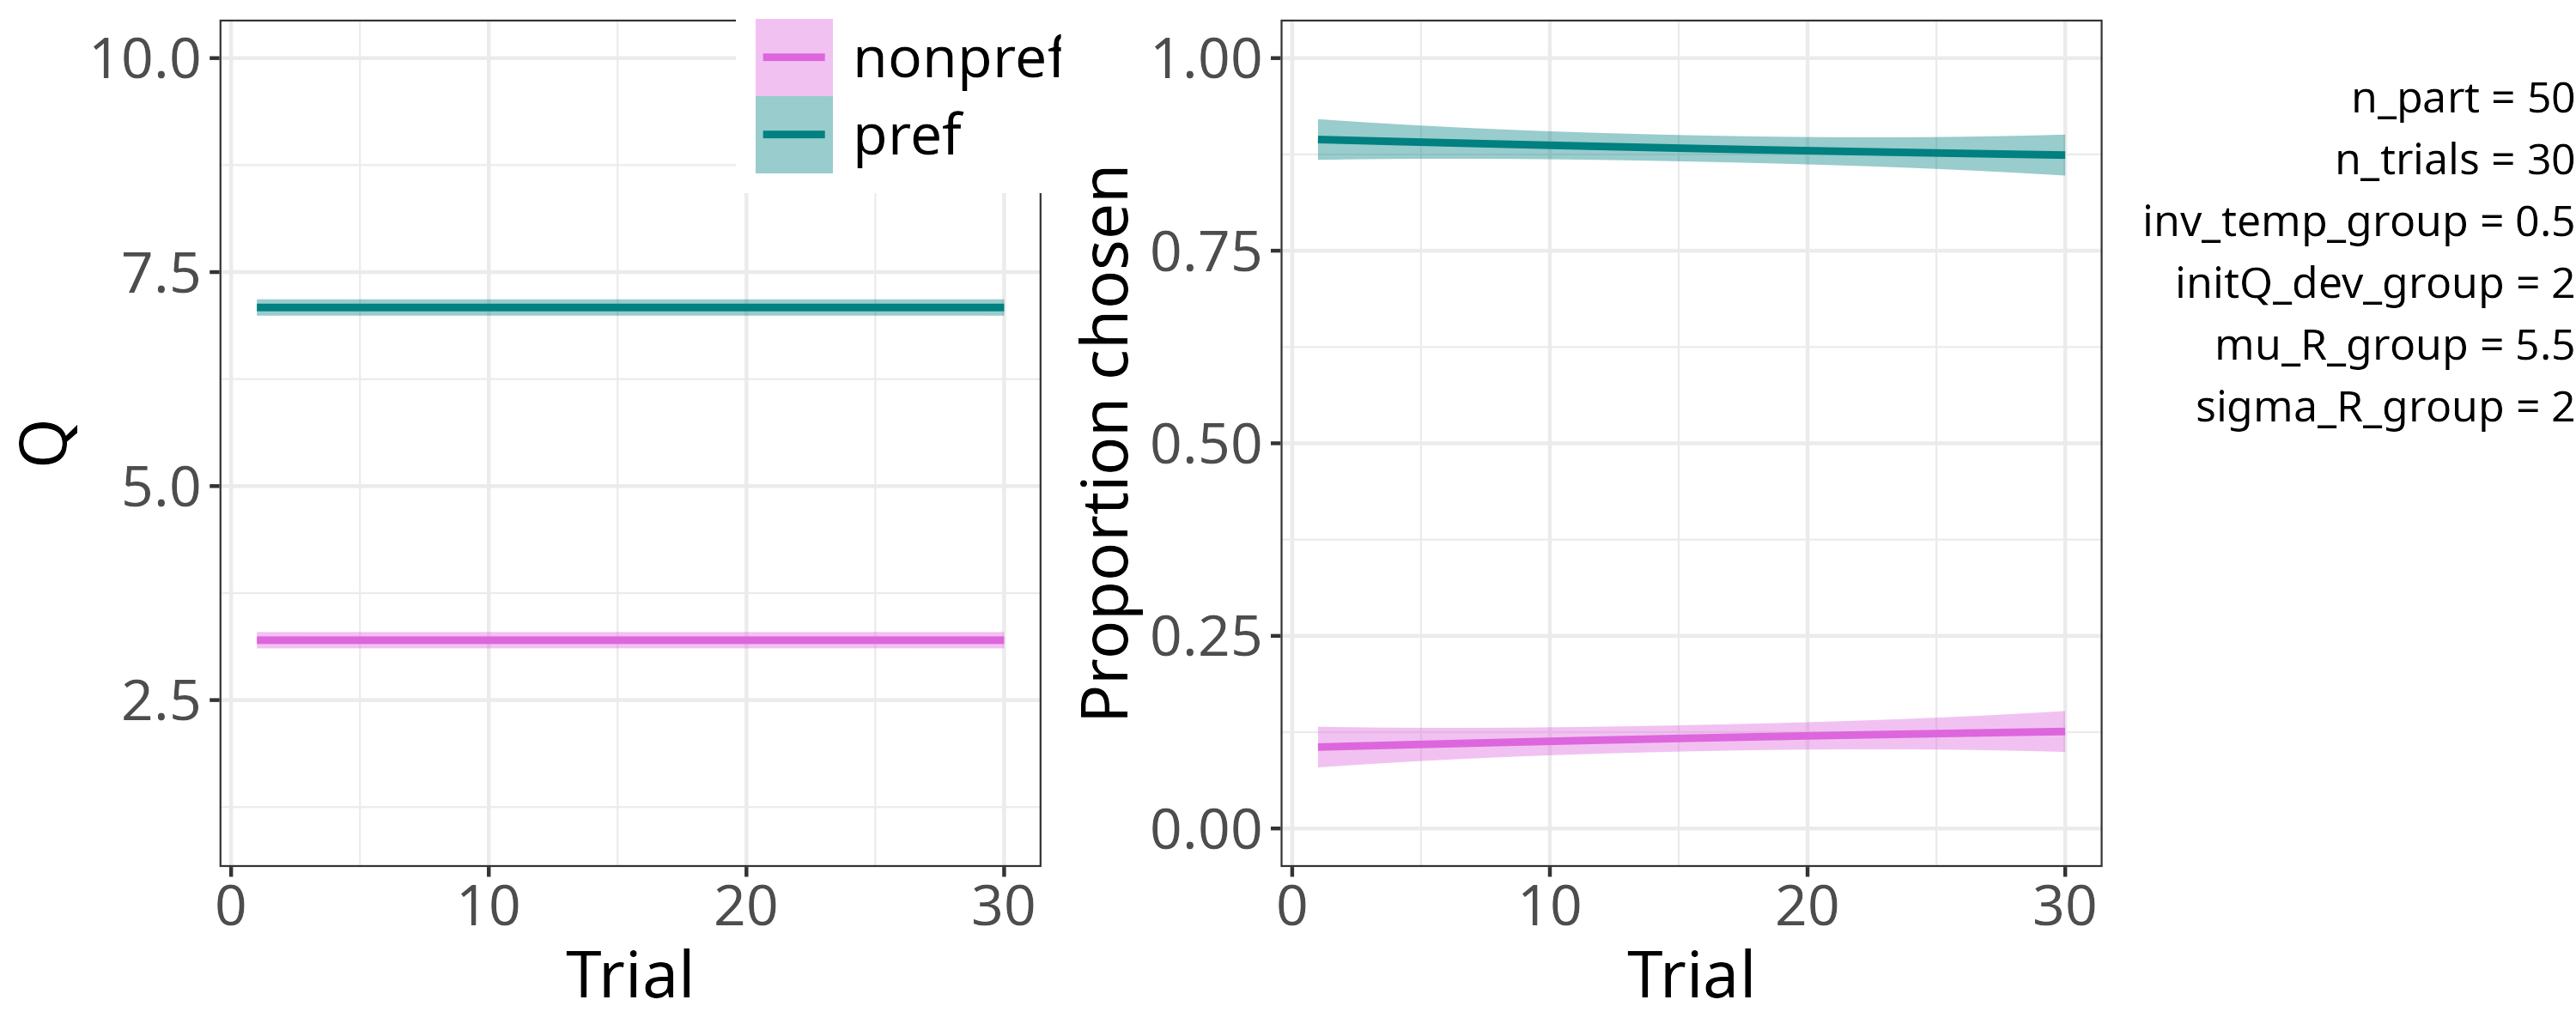 Q
10.0
7.5
5.0
2.5
0 10 20 30
Trial
nonpref
pref
Proportion chosen
1.00
0.75
0.50
0.25
0.00
0 10 20 30
Trial
n_part = 50
n_trials = 30
inv_temp_group = 0.5
initQ_dev_group = 2
mu_R_group = 5.5
sigma_R_group = 2